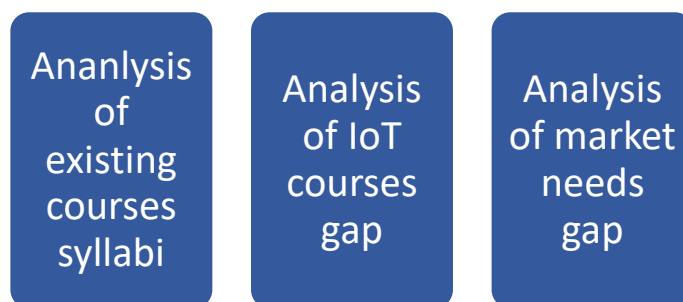 Ananlysis
of
existing
courses
syllabi
Analysis
of IoT
courses
gap
Analysis
of market
needs
gap